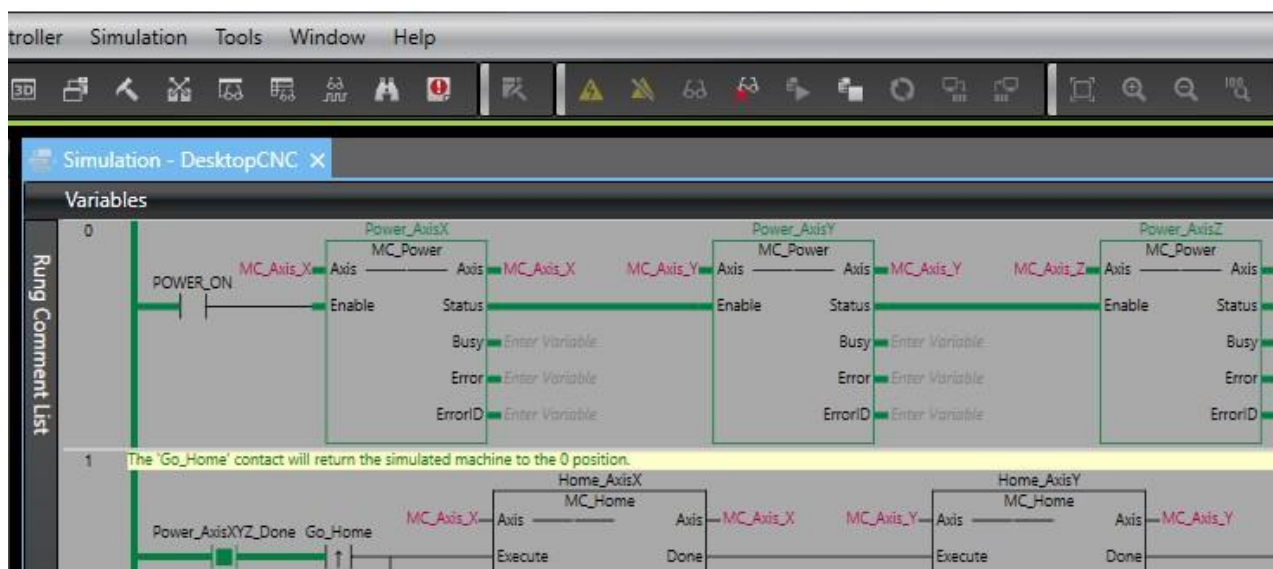 troller Simulation Tools Window Help
3D
100
Simulation - DesktopCNC ×
Variables
Rung Comment List
0
Power_AxisX Power_AxisY Power_AxisZ
MC_Power MC_Power MC_Power
POWER_ON MC_Axis_X Axis Axis MC_Axis_X MC_Axis_Y Axis Axis MC_Axis_Y MC_Axis_Z Axis Axis
Enable Status Enable Status Enable Status
Busy Enter Variable Busy Enter Variable Busy
Error Enter Variable Error Enter Variable Error
ErrorID Enter Variable ErrorID Enter Variable ErrorID
1 The 'Go_Home' contact will return the simulated machine to the 0 position.
Home_AxisX Home_AxisY
MC_Home MC_Home
MC_Axis_X Axis Axis MC_Axis_X MC_Axis_Y Axis Axis MC_Axis_Y
Power_AxisXYZ_Done Go_Home
Execute Done Execute Done